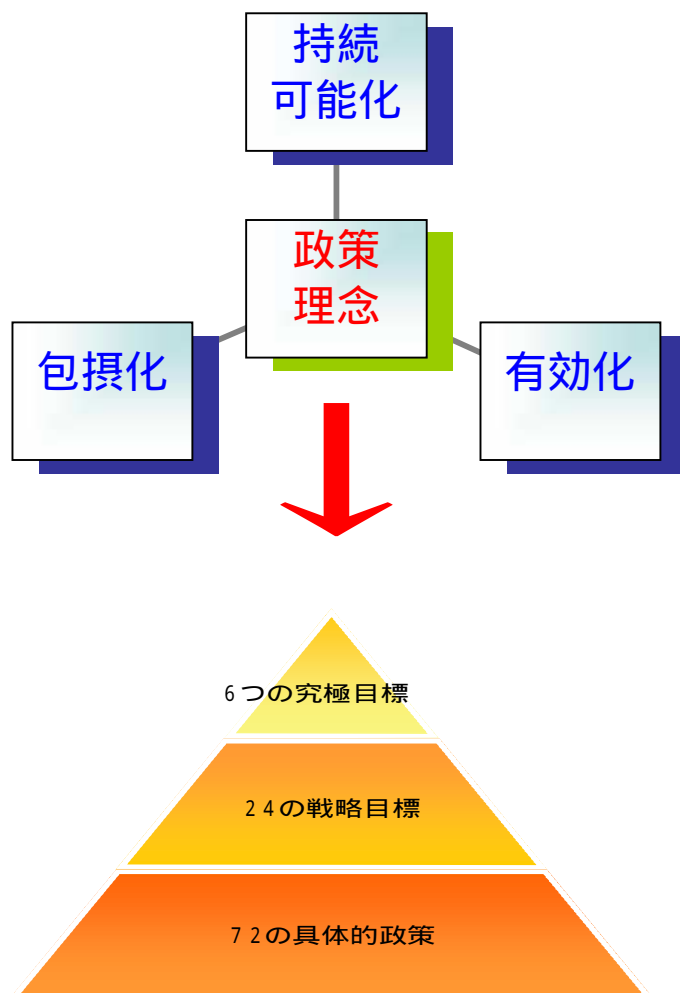 持続
可能化
政策
理念
包摂化
有効化
6つの究極目標
24の戦略目標
72の具体的政策